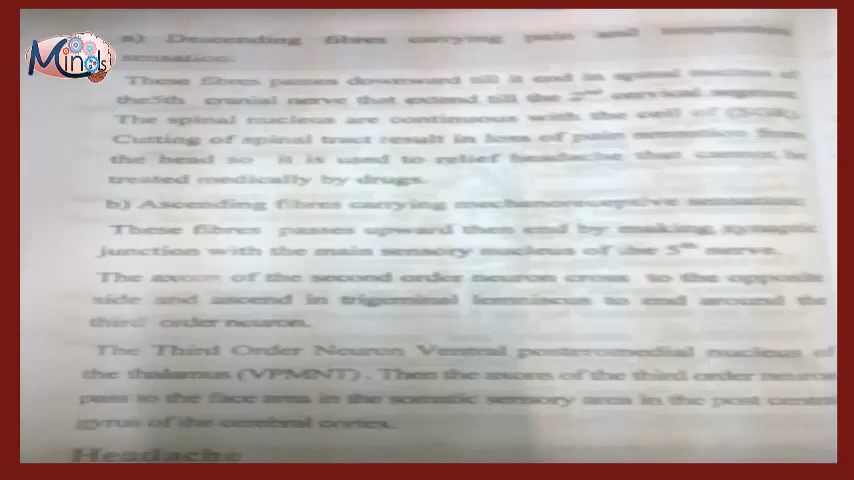 Minds
a) Descending fibres carrying pain and temperature
sensation:
These fibres passes downward till it end in spinal nucleus of
the5th cranial nerve that extend till the 2nd cervical segment
The spinal nucleus are continuous with the cell of (SGR).
Cutting of spinal tract result in loss of pain sensation from
the head so it is used to relief headache that cannot be
treated medically by drugs.
b) Ascending fibres carrying mechanoreceptive sensation:
These fibres passes upward then end by making synaptic
junction with the main sensory nucleus of the 5th nerve.
The axons of the second order neuron cross to the opposite
side and ascend in trigeminal lemniscus to end around the
third order neuron.
The Third Order Neuron Ventral posteromedial nucleus of
the thalamus (VPMNT). Then the axons of the third order neuron
pass to the face area in the somatic sensory area in the post central
gyrus of the cerebral cortex.
Headache